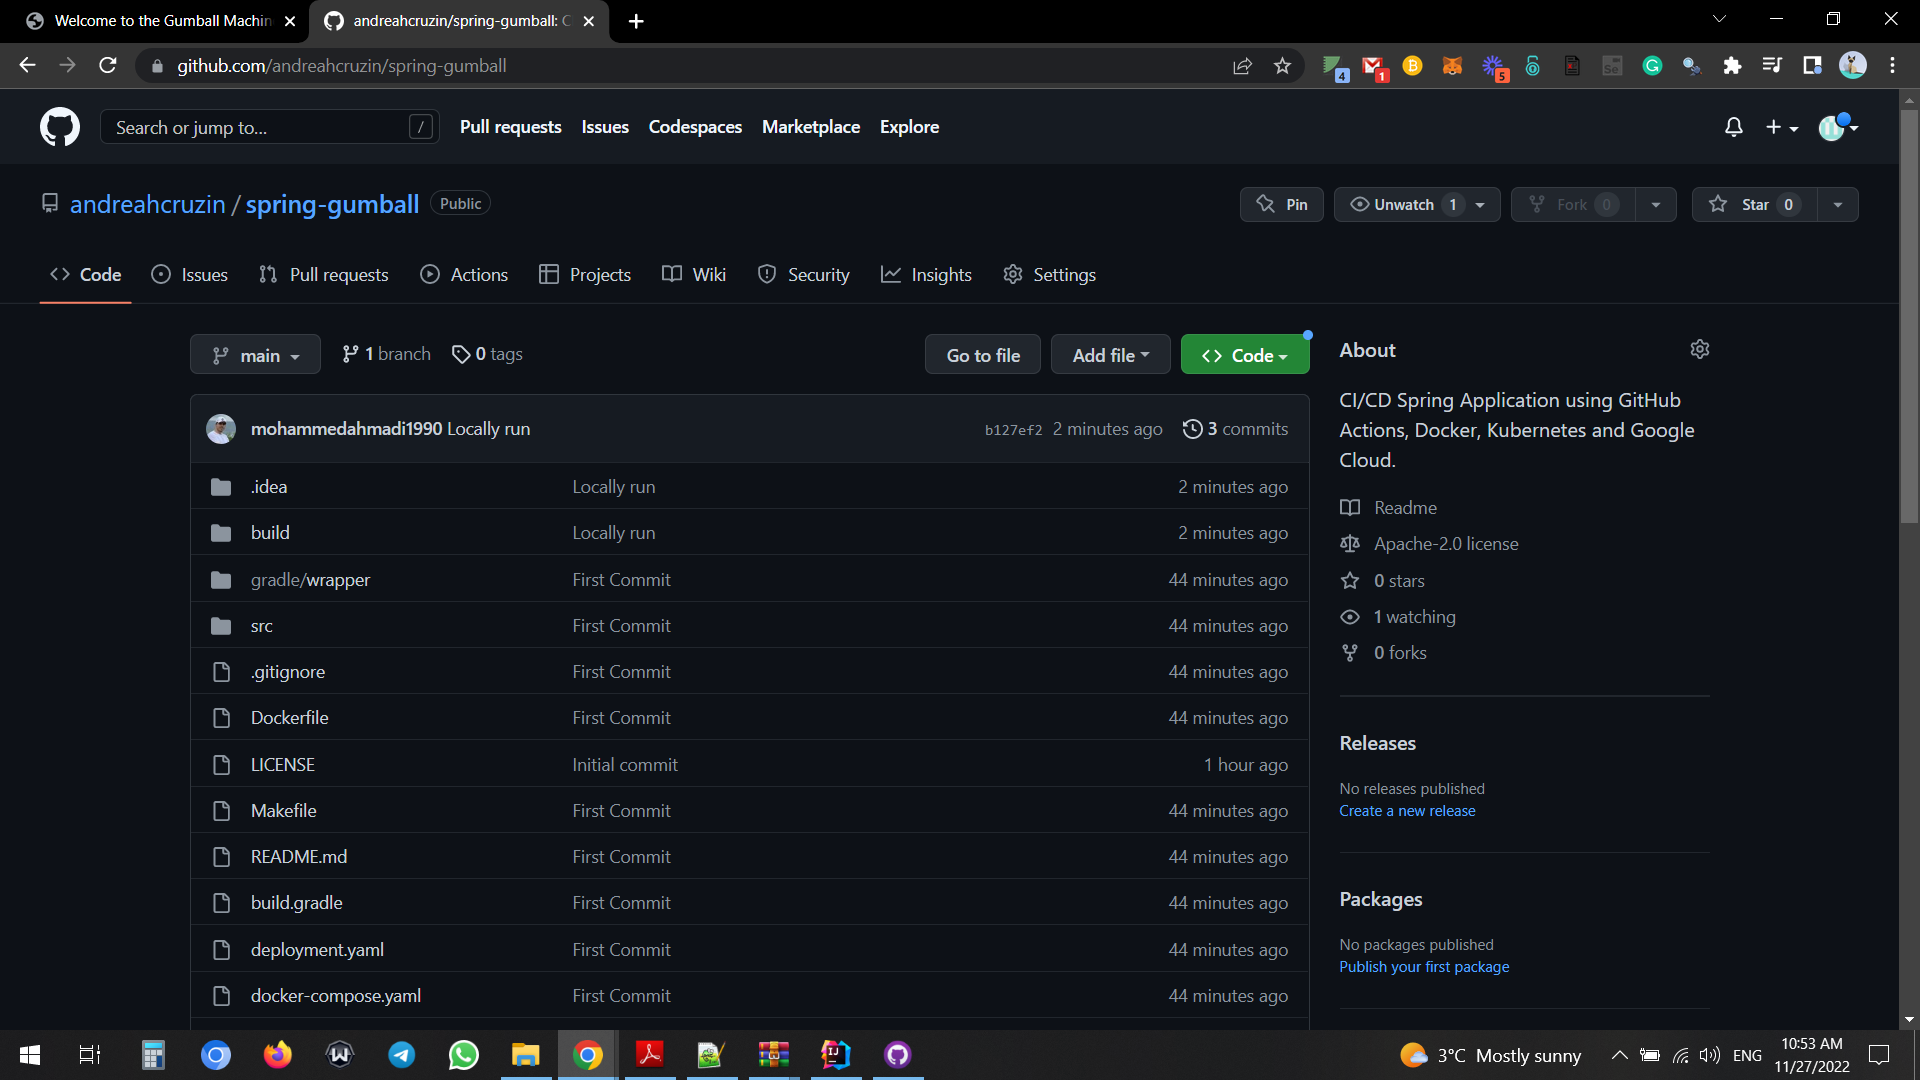 Welcome to the Gumball Machin
andreahcruzin/spring-gumball: C
github.com/andreahcruzin/spring-gumball
4
1
5
Search or jump to...
/
Pull requests
Issues
Codespaces
Marketplace
Explore
andreahcruzin / spring-gumball
Public
Pin
Unwatch 1
Fork 0
Star 0
Code
Issues
Pull requests
Actions
Projects
Wiki
Security
Insights
Settings
main
1 branch
0 tags
Go to file
Add file
Code
mohammedahmadi1990 Locally run
b127ef2 2 minutes ago
3 commits
.idea
Locally run
2 minutes ago
build
Locally run
2 minutes ago
gradle/wrapper
First Commit
44 minutes ago
src
First Commit
44 minutes ago
.gitignore
First Commit
44 minutes ago
Dockerfile
First Commit
44 minutes ago
LICENSE
Initial commit
1 hour ago
Makefile
First Commit
44 minutes ago
README.md
First Commit
44 minutes ago
build.gradle
First Commit
44 minutes ago
deployment.yaml
First Commit
44 minutes ago
docker-compose.yaml
First Commit
44 minutes ago
About
CI/CD Spring Application using GitHub
Actions, Docker, Kubernetes and Google
Cloud.
Readme
Apache-2.0 license
0 stars
1 watching
0 forks
Releases
No releases published
Create a new release
Packages
No packages published
Publish your first package
3°C Mostly sunny
ENG
10:53 AM
11/27/2022